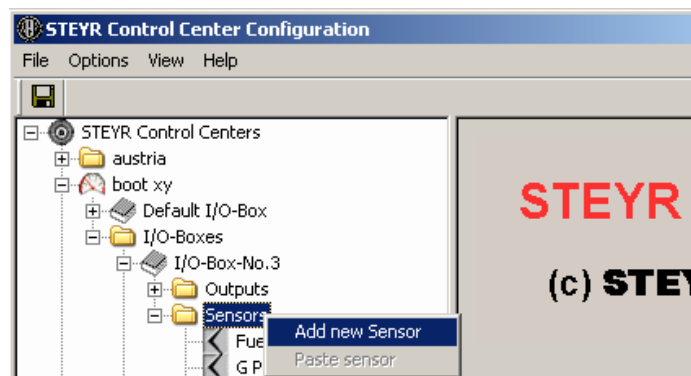 STEYR Control Center Configuration
File Options View Help
STEYR Control Centers
austria
boot xy
Default I/O-Box
I/O-Boxes
I/O-Box-No.3
Outputs
Sensors
Add new Sensor
Paste sensor
STEYR
(c)